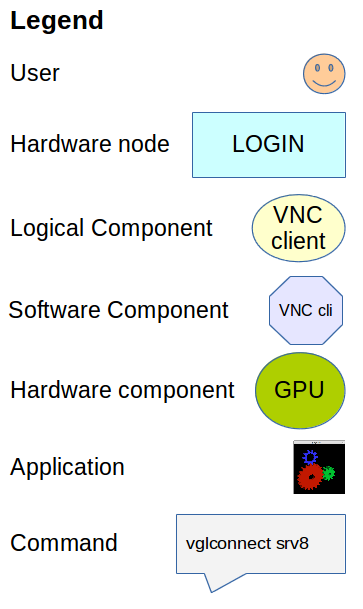 Legend
User
Hardware node
LOGIN
Logical Component
VNC
client
Software Component
VNC cli
Hardware component
GPU
Application
Command
vglconnect srv8